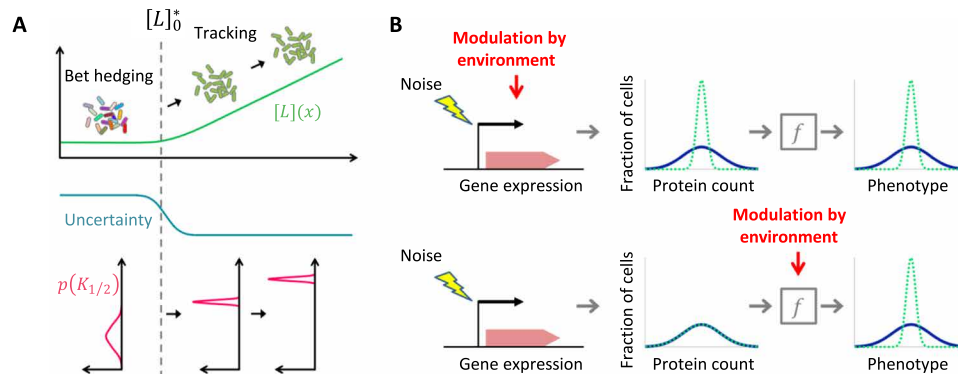 A
[L]₀*
Tracking
Bet hedging
[L](x)
Uncertainty
p(K₁/₂)
B
Modulation by
environment
Noise
Gene expression
Fraction of cells
Protein count
f
Phenotype
Modulation by
environment
Noise
Gene expression
Fraction of cells
Protein count
f
Phenotype